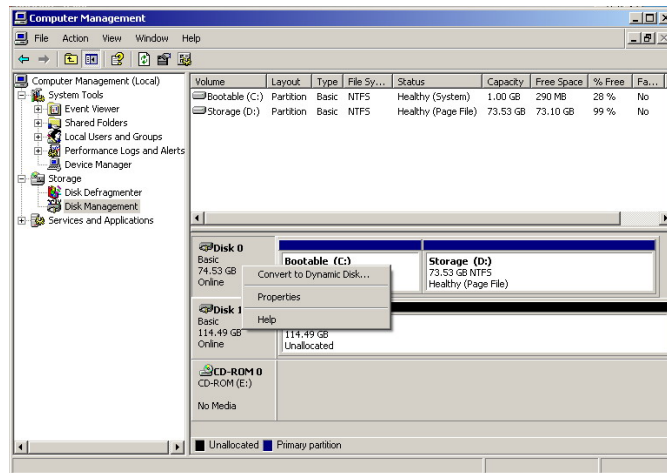 Computer Management
File Action View Window Help
Computer Management (Local)
System Tools
Event Viewer
Shared Folders
Local Users and Groups
Performance Logs and Alerts
Device Manager
Storage
Disk Defragmenter
Disk Management
Services and Applications
Volume Layout Type File Sy... Status Capacity Free Space % Free Fa...
Bootable (C:) Partition Basic NTFS Healthy (System) 1.00 GB 290 MB 28 % No
Storage (D:) Partition Basic NTFS Healthy (Page File) 73.53 GB 73.10 GB 99 % No
Disk 0
Basic
74.53 GB
Online
Bootable (C:)
Storage (D:)
73.53 GB NTFS
Healthy (Page File)
Convert to Dynamic Disk...
Properties
Help
Disk 1
Basic
114.49 GB
Online
114.49 GB
Unallocated
CD-ROM 0
CD-ROM (E:)
No Media
Unallocated Primary partition